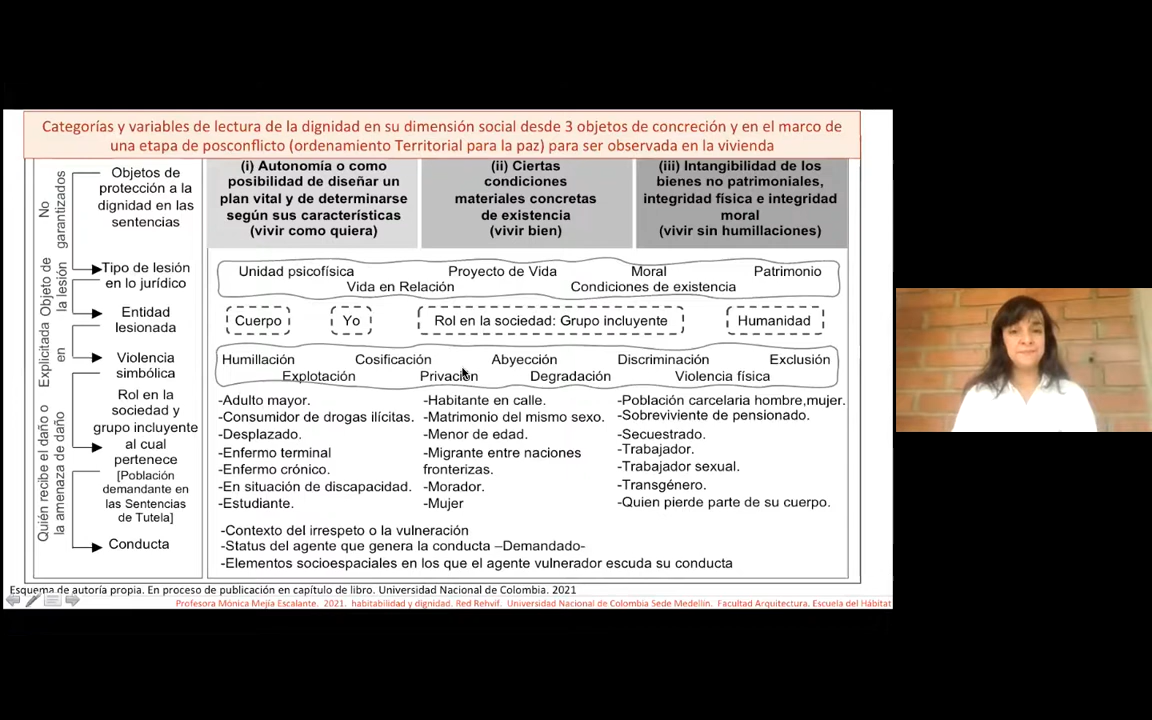 Categorías y variables de lectura de la dignidad en su dimensión social desde 3 objetos de concreción y en el marco de
una etapa de posconflicto (ordenamiento Territorial para la paz) para ser observada en la vivienda
No
garantizados
Objetos de
protección a la
dignidad en las
sentencias
(i) Autonomía o como
posibilidad de diseñar un
plan vital y de determinarse
según sus características
(vivir como quiera)
(ii) Ciertas
condiciones
materiales concretas
de existencia
(vivir bien)
(iii) Intangibilidad de los
bienes no patrimoniales,
integridad física e integridad
moral
(vivir sin humillaciones)
Objeto de
la lesión
Tipo de lesión
en lo jurídico
Unidad psicofísica Proyecto de Vida Moral Patrimonio
Vida en Relación Condiciones de existencia
Entidad
lesionada
Cuerpo Yo Rol en la sociedad: Grupo incluyente Humanidad
Explicitada
en
Violencia
simbólica
Humillación Cosificación Abyección Discriminación Exclusión
Explotación Privación Degradación Violencia física
Quién recibe el daño o
la amenaza de daño
Rol en la
sociedad y
grupo incluyente
al cual
pertenece
[Población
demandante en
las Sentencias
de Tutela]
-Adulto mayor.
-Consumidor de drogas ilícitas.
-Desplazado.
-Enfermo terminal
-Enfermo crónico.
-En situación de discapacidad.
-Estudiante.
-Habitante en calle.
-Matrimonio del mismo sexo.
-Menor de edad.
-Migrante entre naciones
fronterizas.
-Morador.
-Mujer
-Población carcelaria hombre,mujer.
-Sobreviviente de pensionado.
-Secuestrado.
-Trabajador.
-Trabajador sexual.
-Transgénero.
-Quien pierde parte de su cuerpo.
Conducta
-Contexto del irrespeto o la vulneración
-Status del agente que genera la conducta –Demandado-
-Elementos socioespaciales en los que el agente vulnerador escuda su conducta
Esquema de autoría propia. En proceso de publicación en capítulo de libro. Universidad Nacional de Colombia. 2021
Profesora Mónica Mejía Escalante. 2021. habitabilidad y dignidad. Red Rehvif. Universidad Nacional de Colombia Sede Medellín. Facultad Arquitectura. Escuela del Hábitat